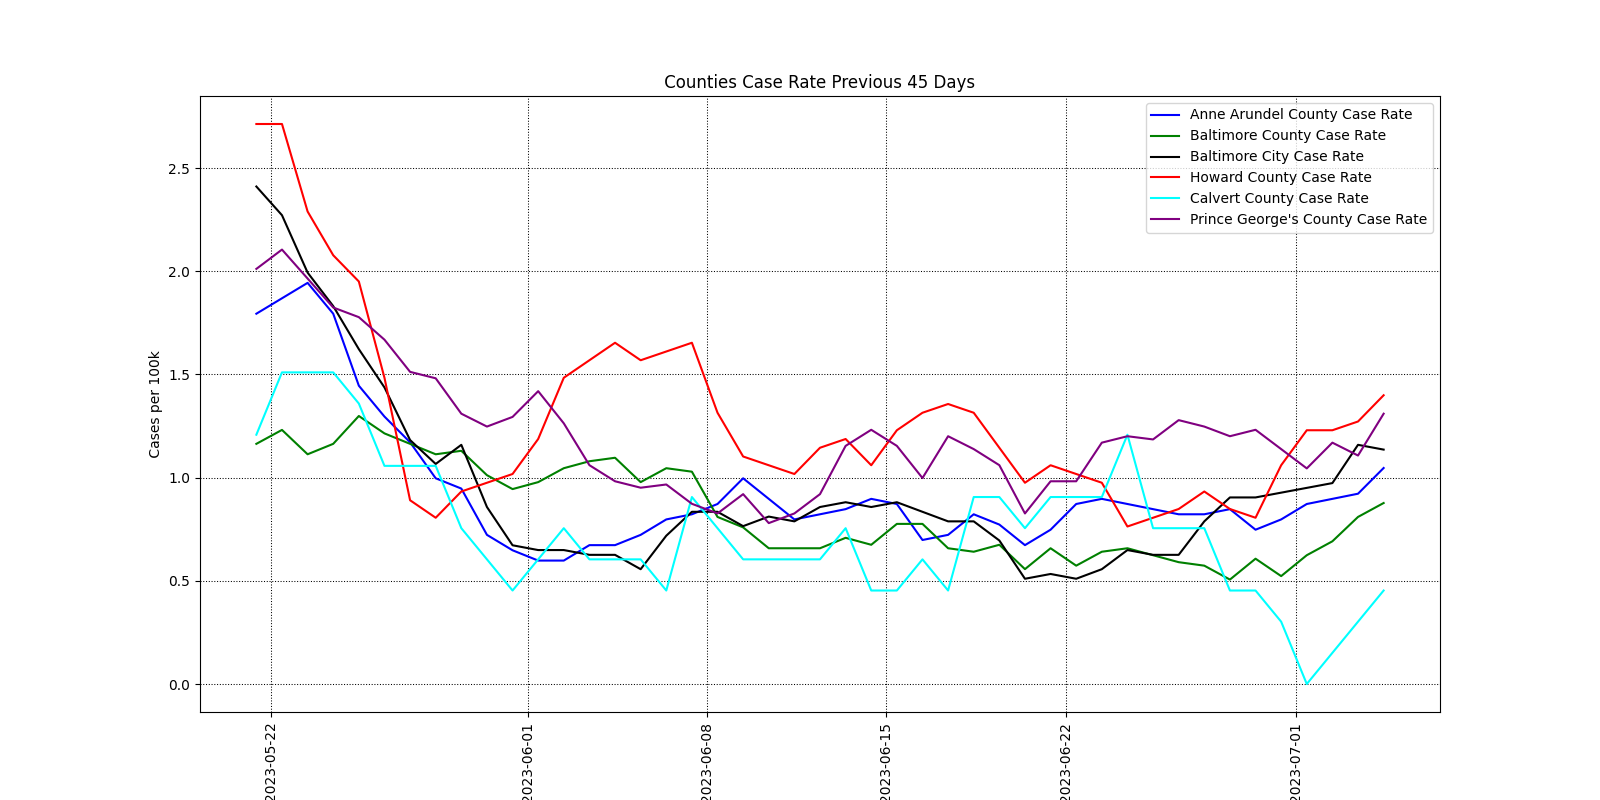 Counties Case Rate Previous 45 Days
Anne Arundel County Case Rate
Baltimore County Case Rate
Baltimore City Case Rate
Howard County Case Rate
Calvert County Case Rate
Prince George's County Case Rate
Cases per 100k
2.5
2.0
1.5
1.0
0.5
0.0
2023-05-22
2023-06-01
2023-06-08
2023-06-15
2023-06-22
2023-07-01